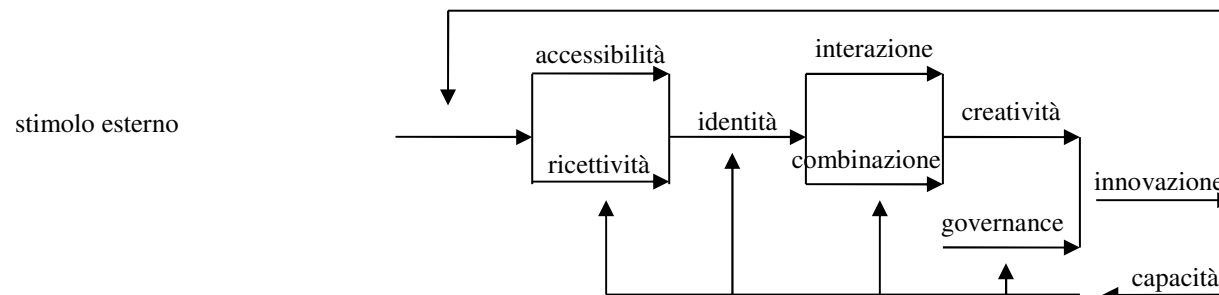 accessibilità
interazione
stimolo esterno
identità
creatività
ricettività
combinazione
innovazione
governance
capacità